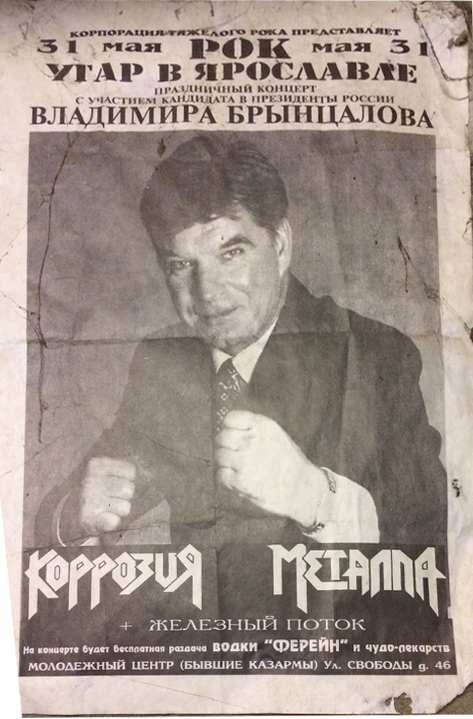 КОРПОРАЦИЯ ТЯЖЕЛОГО РОКА ПРЕДСТАВЛЯЕТ
31 мая РОК мая 31
УГАР В ЯРОСЛАВЛЕ
ПРАЗДНИЧНЫЙ КОНЦЕРТ
С УЧАСТИЕМ КАНДИДАТА В ПРЕЗИДЕНТЫ РОССИИ
ВЛАДИМИРА БРЫНЦАЛОВА
КОРРОЗИЯ МЕТАЛЛА
+ ЖЕЛЕЗНЫЙ ПОТОК
На концерте будет бесплатная раздача ВОДКИ "ФЕРЕЙН" и чудо-лекарств
МОЛОДЕЖНЫЙ ЦЕНТР (БЫВШИЕ КАЗАРМЫ) Ул. СВОБОДЫ д. 46